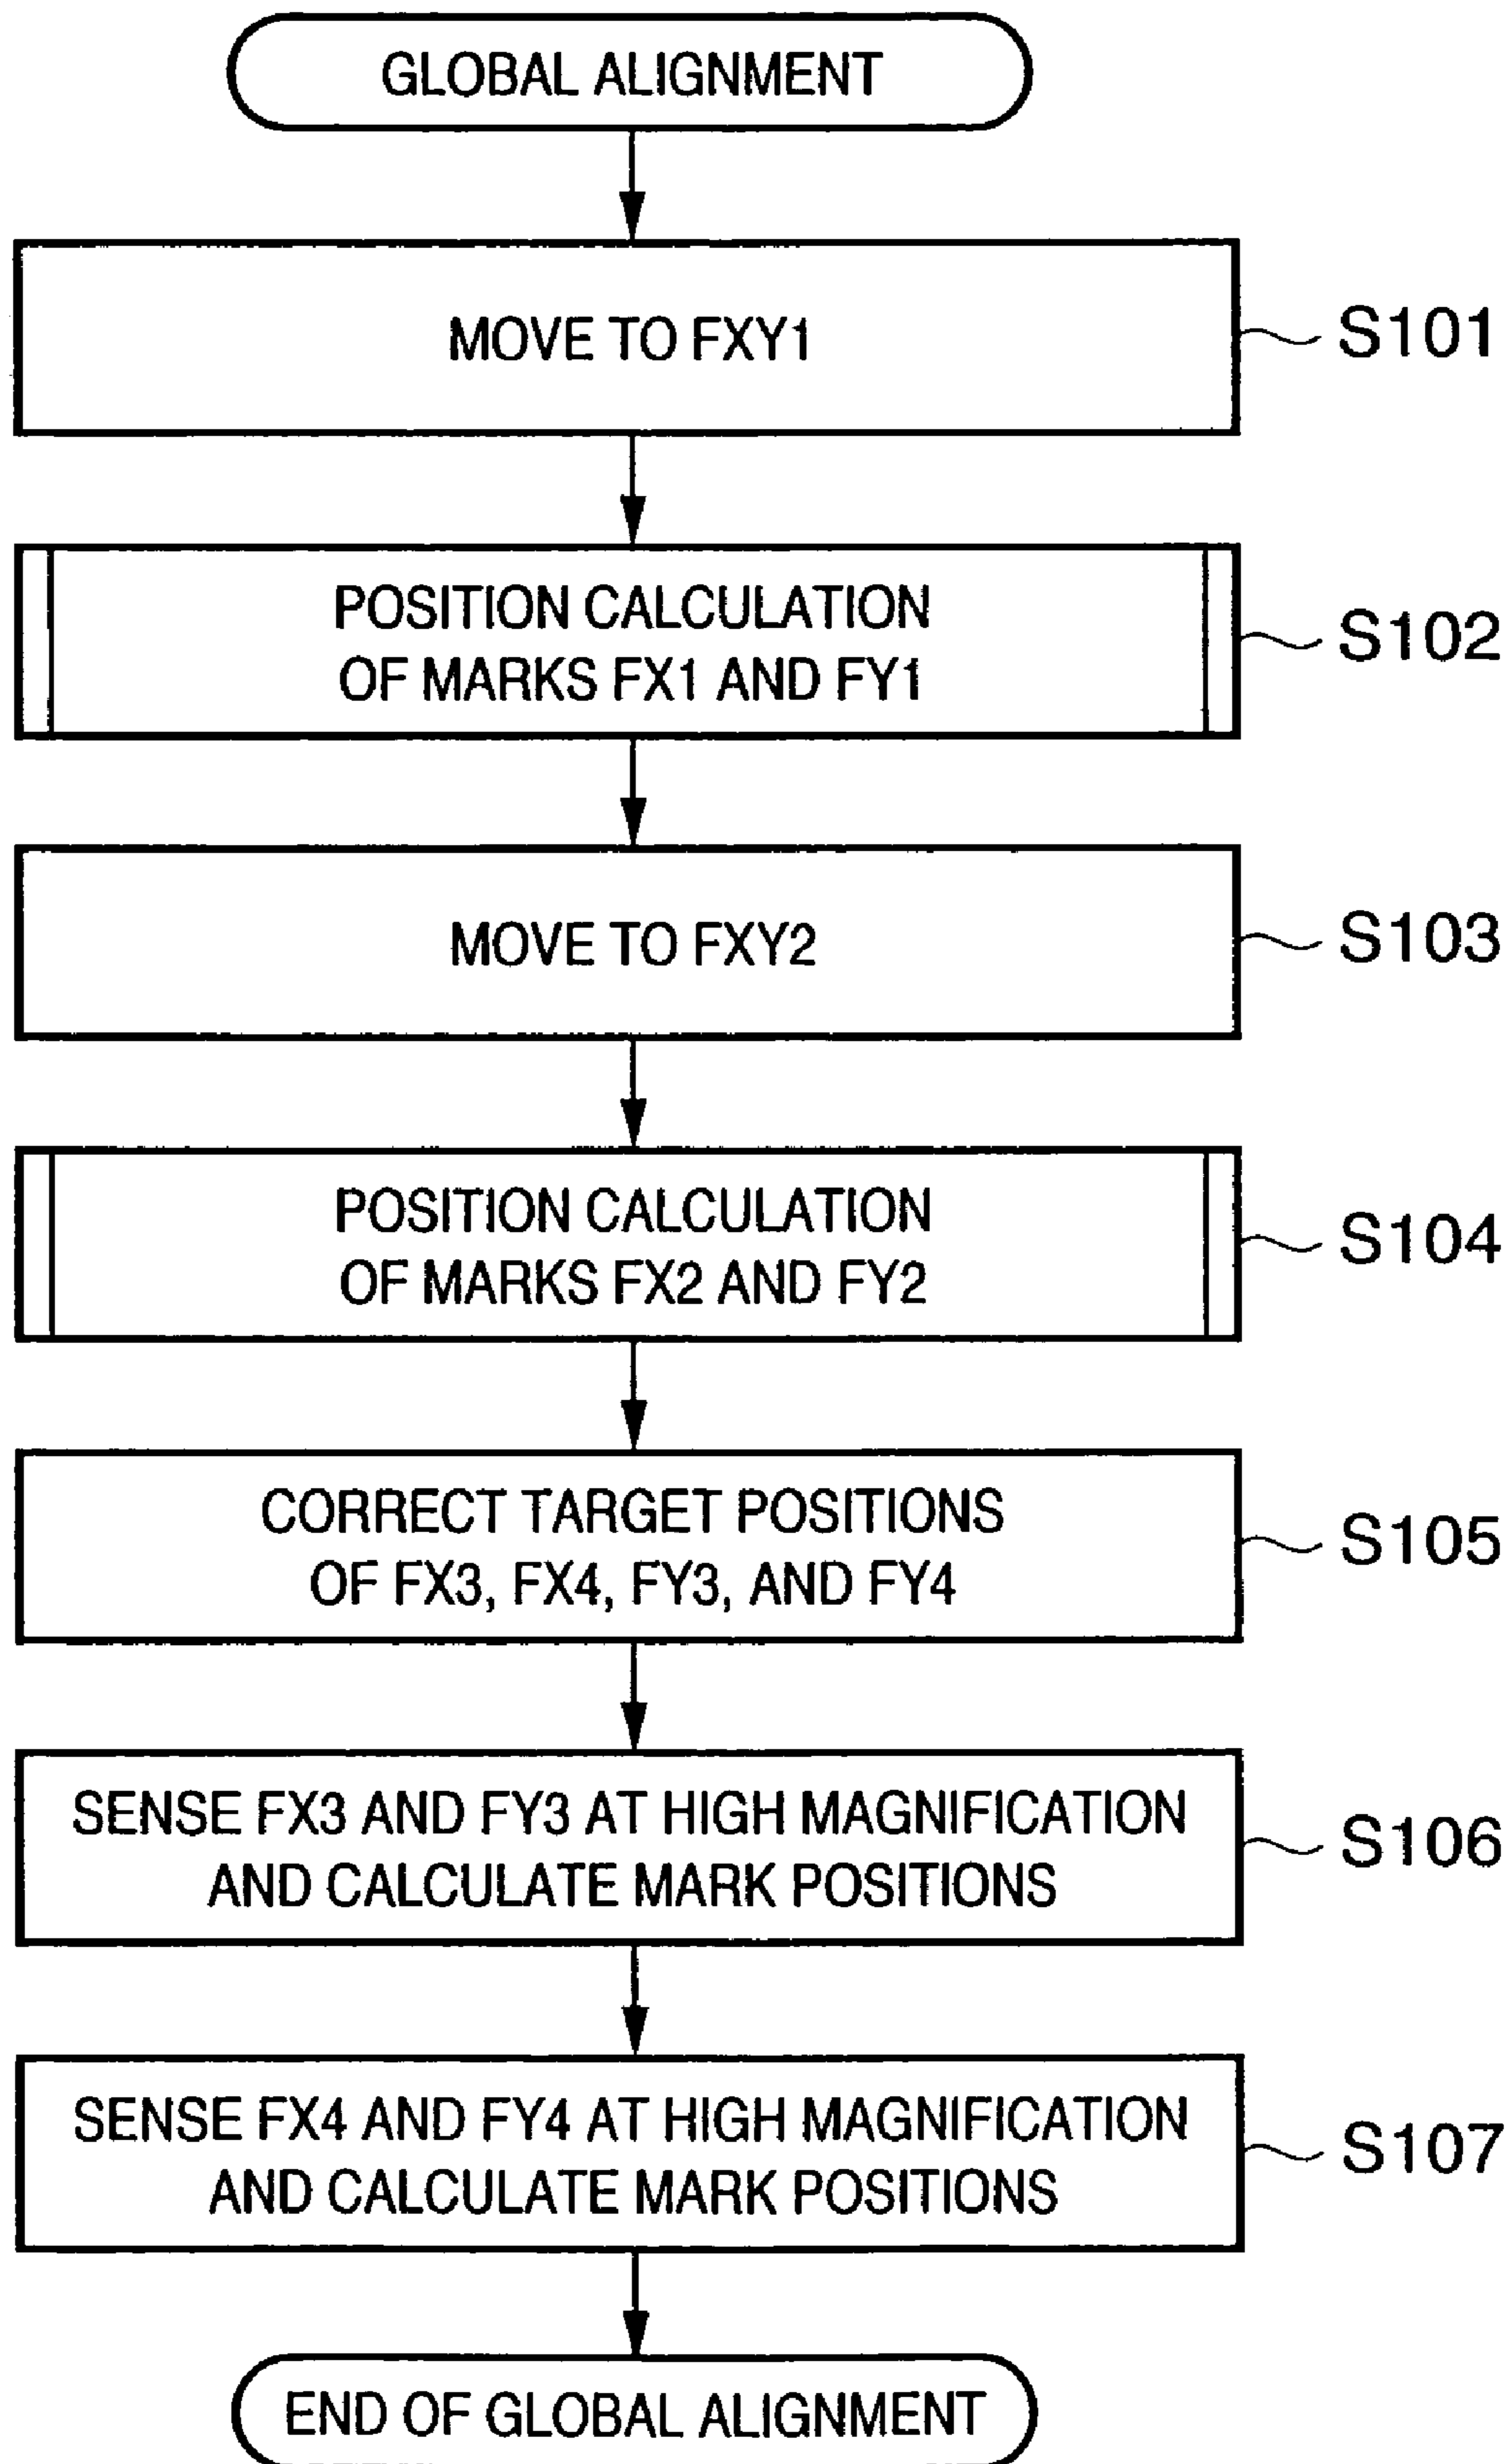 GLOBAL ALIGNMENT
MOVE TO FXY1
S101
POSITION CALCULATION
OF MARKS FX1 AND FY1
S102
MOVE TO FXY2
S103
POSITION CALCULATION
OF MARKS FX2 AND FY2
S104
CORRECT TARGET POSITIONS
OF FX3, FX4, FY3, AND FY4
S105
SENSE FX3 AND FY3 AT HIGH MAGNIFICATION
AND CALCULATE MARK POSITIONS
S106
SENSE FX4 AND FY4 AT HIGH MAGNIFICATION
AND CALCULATE MARK POSITIONS
S107
END OF GLOBAL ALIGNMENT